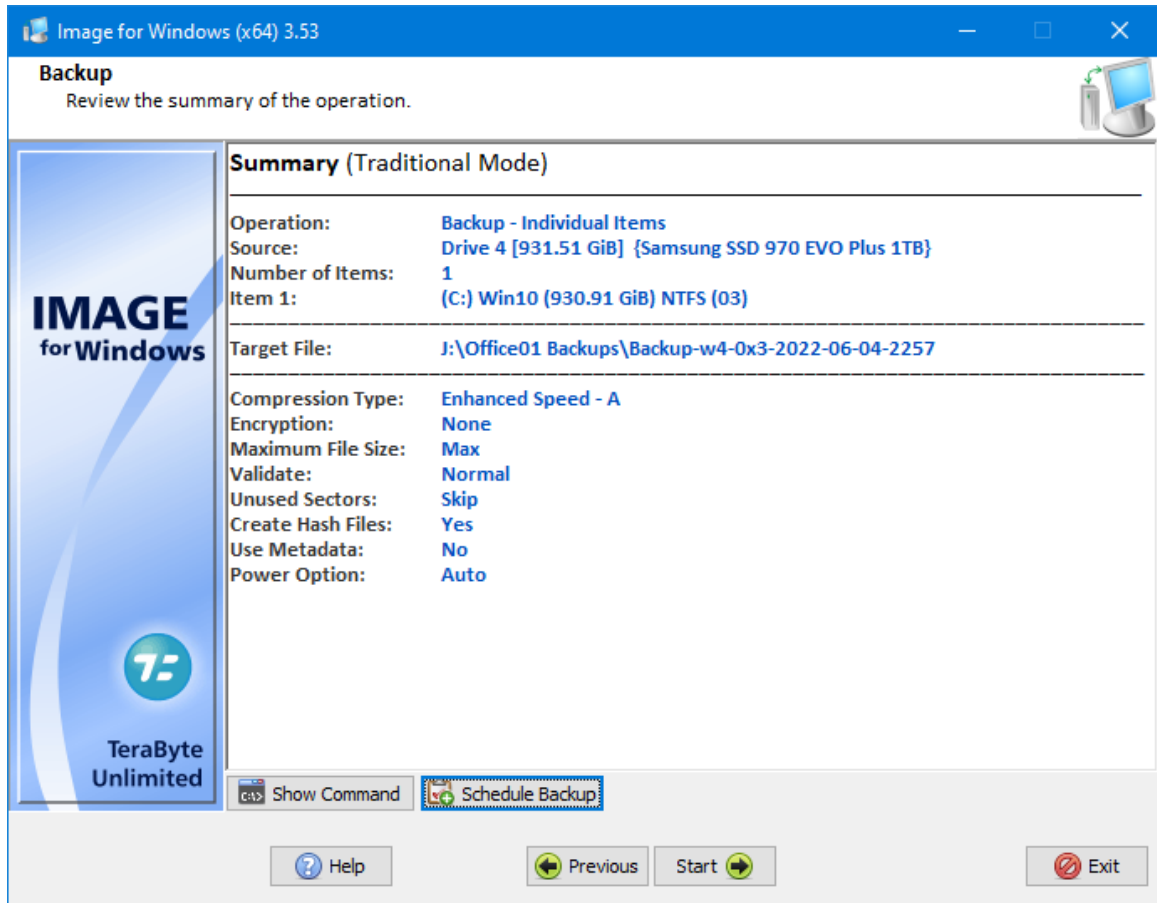 Image for Windows (x64) 3.53
Backup
Review the summary of the operation.
Summary (Traditional Mode)
Operation: Backup - Individual Items
Source: Drive 4 [931.51 GiB] {Samsung SSD 970 EVO Plus 1TB}
Number of Items: 1
Item 1: (C:) Win10 (930.91 GiB) NTFS (03)
Target File: J:\Office01 Backups\Backup-w4-0x3-2022-06-04-2257
Compression Type: Enhanced Speed - A
Encryption: None
Maximum File Size: Max
Validate: Normal
Unused Sectors: Skip
Create Hash Files: Yes
Use Metadata: No
Power Option: Auto
IMAGE
for Windows
TeraByte
Unlimited
C:\> Show Command
Schedule Backup
? Help
Previous
Start
Exit